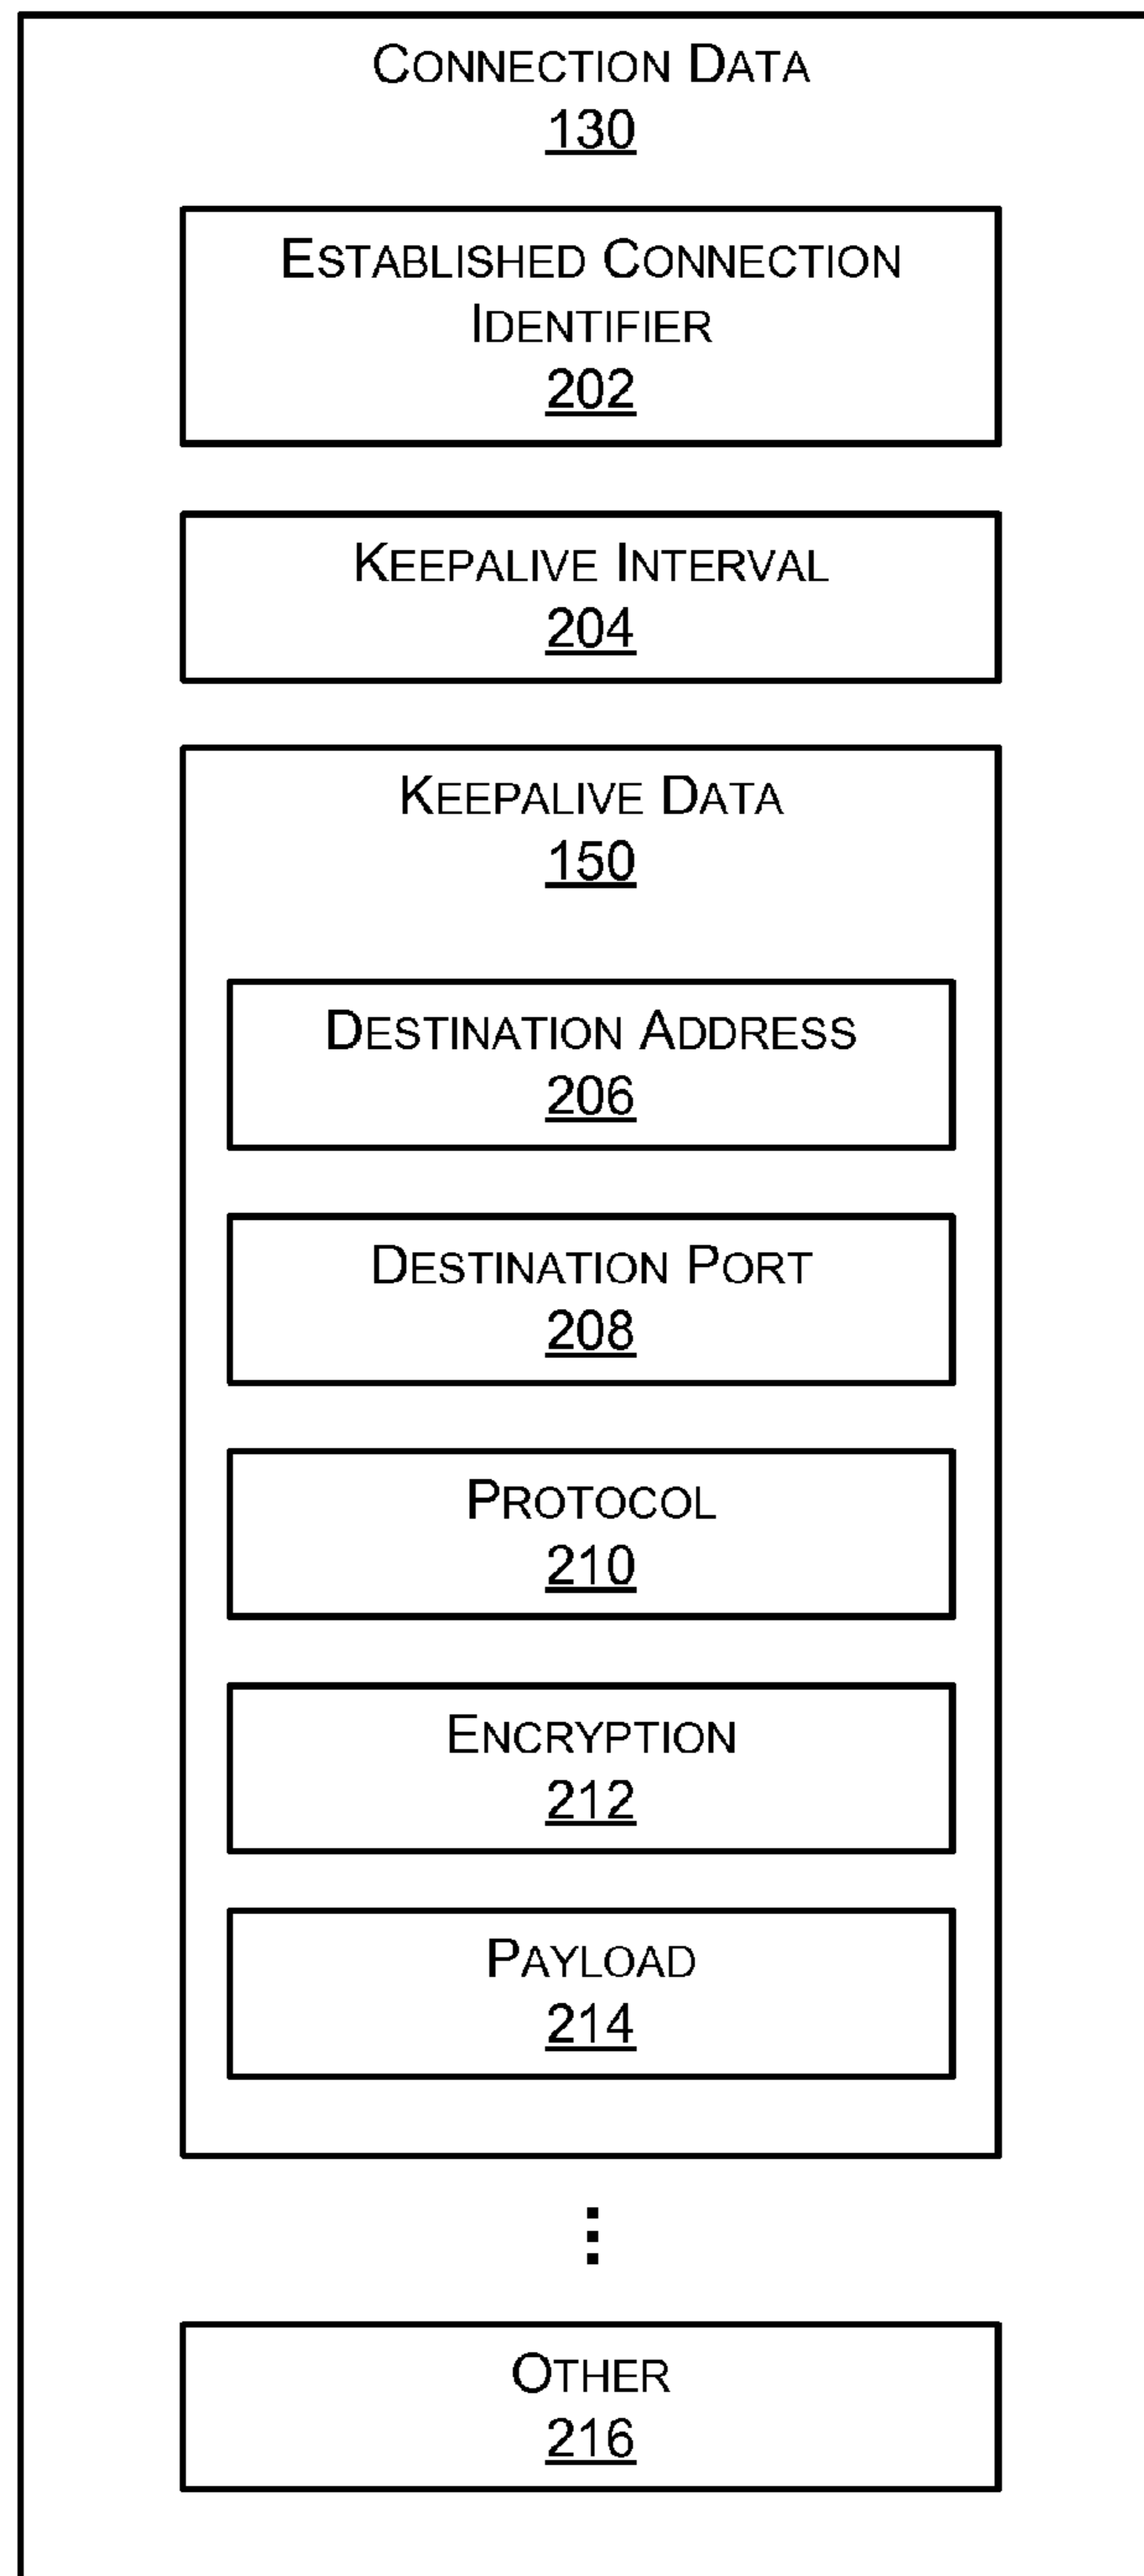 CONNECTION DATA
130
ESTABLISHED CONNECTION
IDENTIFIER
202
KEEPALIVE INTERVAL
204
KEEPALIVE DATA
150
DESTINATION ADDRESS
206
DESTINATION PORT
208
PROTOCOL
210
ENCRYPTION
212
PAYLOAD
214
⋮
OTHER
216